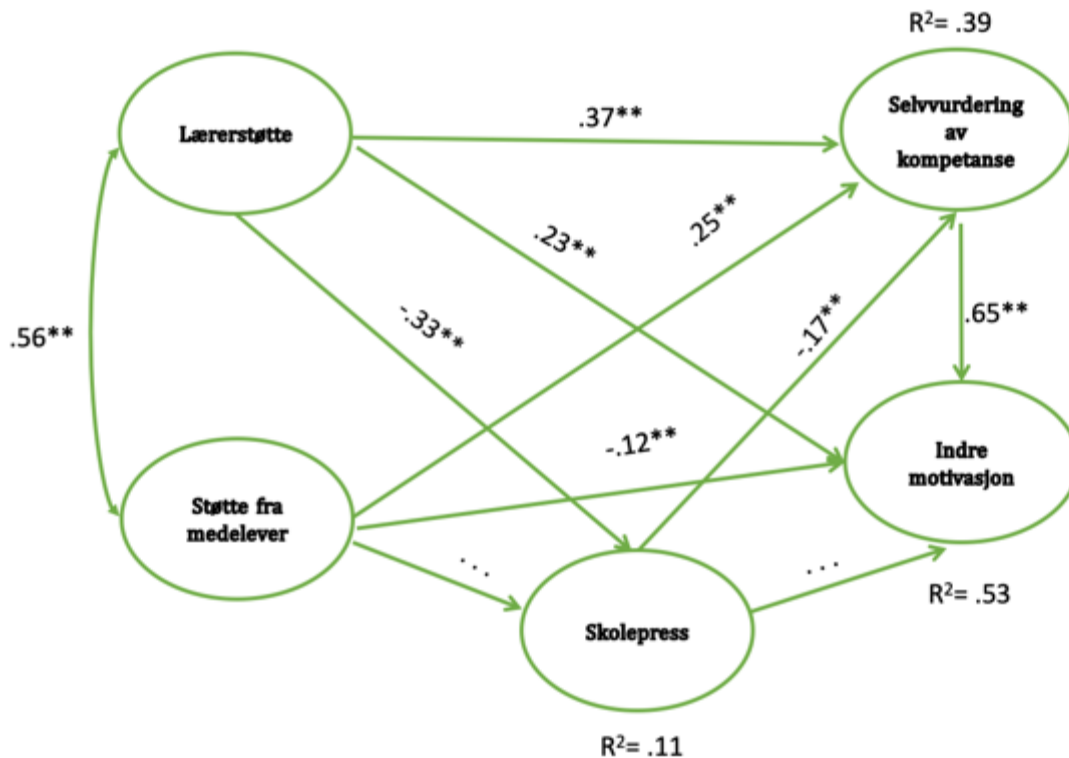 R²= .39
Lærerstøtte
Selvvurdering
av
kompetanse
.37**
.25**
.23**
-.33**
-.17**
.65**
.56**
-.12**
Indre
motivasjon
Støtte fra
medelever
...
...
R²= .53
Skolepress
R²= .11